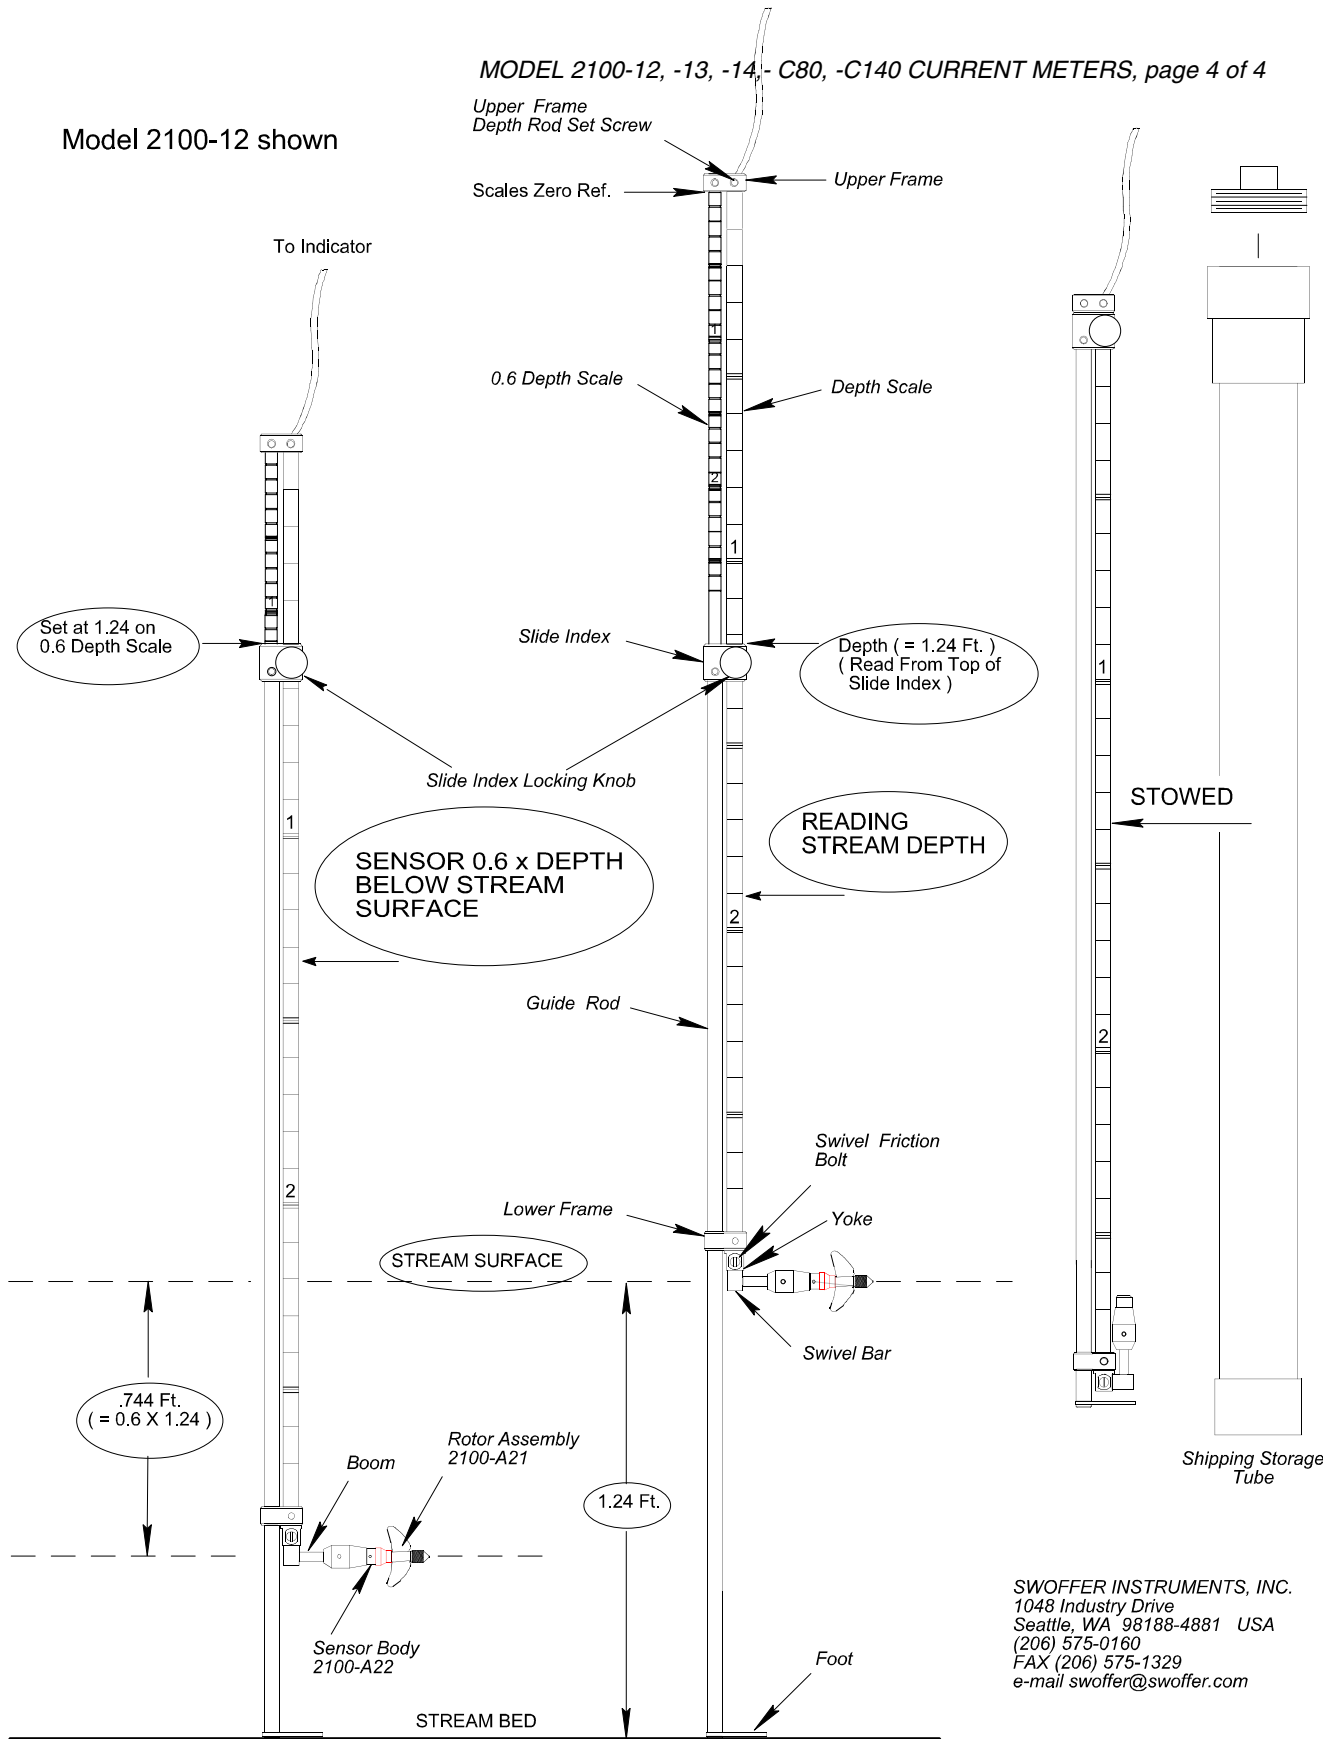 MODEL 2100-12, -13, -14,- C80, -C140 CURRENT METERS, page 4 of 4
Upper Frame
Depth Rod Set Screw
Model 2100-12 shown
Scales Zero Ref.
Upper Frame
To Indicator
1
0.6 Depth Scale
Depth Scale
2
1
1
Set at 1.24 on
0.6 Depth Scale
Slide Index
Depth ( = 1.24 Ft. )
( Read From Top of
Slide Index )
1
Slide Index Locking Knob
STOWED
1
READING
STREAM DEPTH
SENSOR 0.6 x DEPTH
BELOW STREAM
SURFACE
2
Guide Rod
2
Swivel Friction
Bolt
2
Lower Frame
Yoke
STREAM SURFACE
Swivel Bar
.744 Ft.
( = 0.6 X 1.24 )
Rotor Assembly
2100-A21
Boom
Shipping Storage
Tube
1.24 Ft.
SWOFFER INSTRUMENTS, INC.
1048 Industry Drive
Seattle, WA 98188-4881 USA
(206) 575-0160
FAX (206) 575-1329
e-mail swoffer@swoffer.com
Sensor Body
2100-A22
Foot
STREAM BED